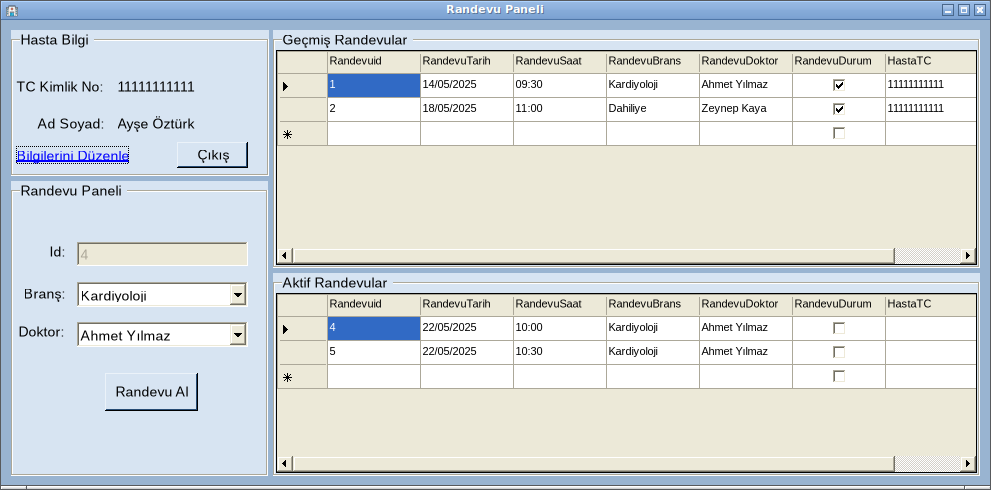 Randevu Paneli
Hasta Bilgi
TC Kimlik No: 11111111111
Ad Soyad: Ayşe Öztürk
Bilgilerini Düzenle Çıkış
Randevu Paneli
Id: 4
Branş: Kardiyoloji
Doktor: Ahmet Yılmaz
Randevu Al
Geçmiş Randevular
Randevuid RandevuTarih RandevuSaat RandevuBrans RandevuDoktor RandevuDurum HastaTC
1 14/05/2025 09:30 Kardiyoloji Ahmet Yılmaz 11111111111
2 18/05/2025 11:00 Dahiliye Zeynep Kaya 11111111111
Aktif Randevular
Randevuid RandevuTarih RandevuSaat RandevuBrans RandevuDoktor RandevuDurum HastaTC
4 22/05/2025 10:00 Kardiyoloji Ahmet Yılmaz
5 22/05/2025 10:30 Kardiyoloji Ahmet Yılmaz